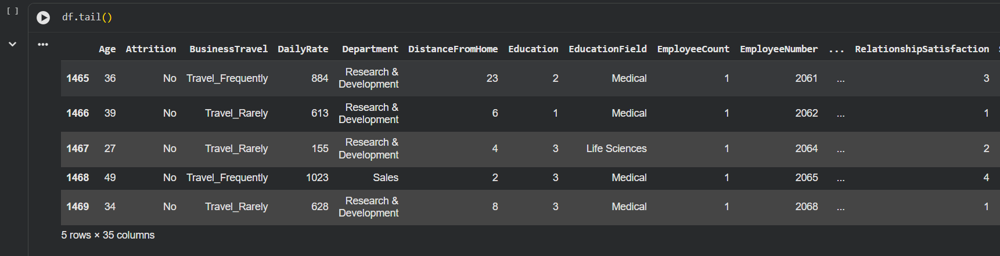 [ ]
df.tail()
Age Attrition BusinessTravel DailyRate Department DistanceFromHome Education EducationField EmployeeCount EmployeeNumber ... RelationshipSatisfaction
1465 36 No Travel_Frequently 884 Research & Development 23 2 Medical 1 2061 ... 3
1466 39 No Travel_Rarely 613 Research & Development 6 1 Medical 1 2062 ... 1
1467 27 No Travel_Rarely 155 Research & Development 4 3 Life Sciences 1 2064 ... 2
1468 49 No Travel_Frequently 1023 Sales 2 3 Medical 1 2065 ... 4
1469 34 No Travel_Rarely 628 Research & Development 8 3 Medical 1 2068 ... 1
5 rows × 35 columns